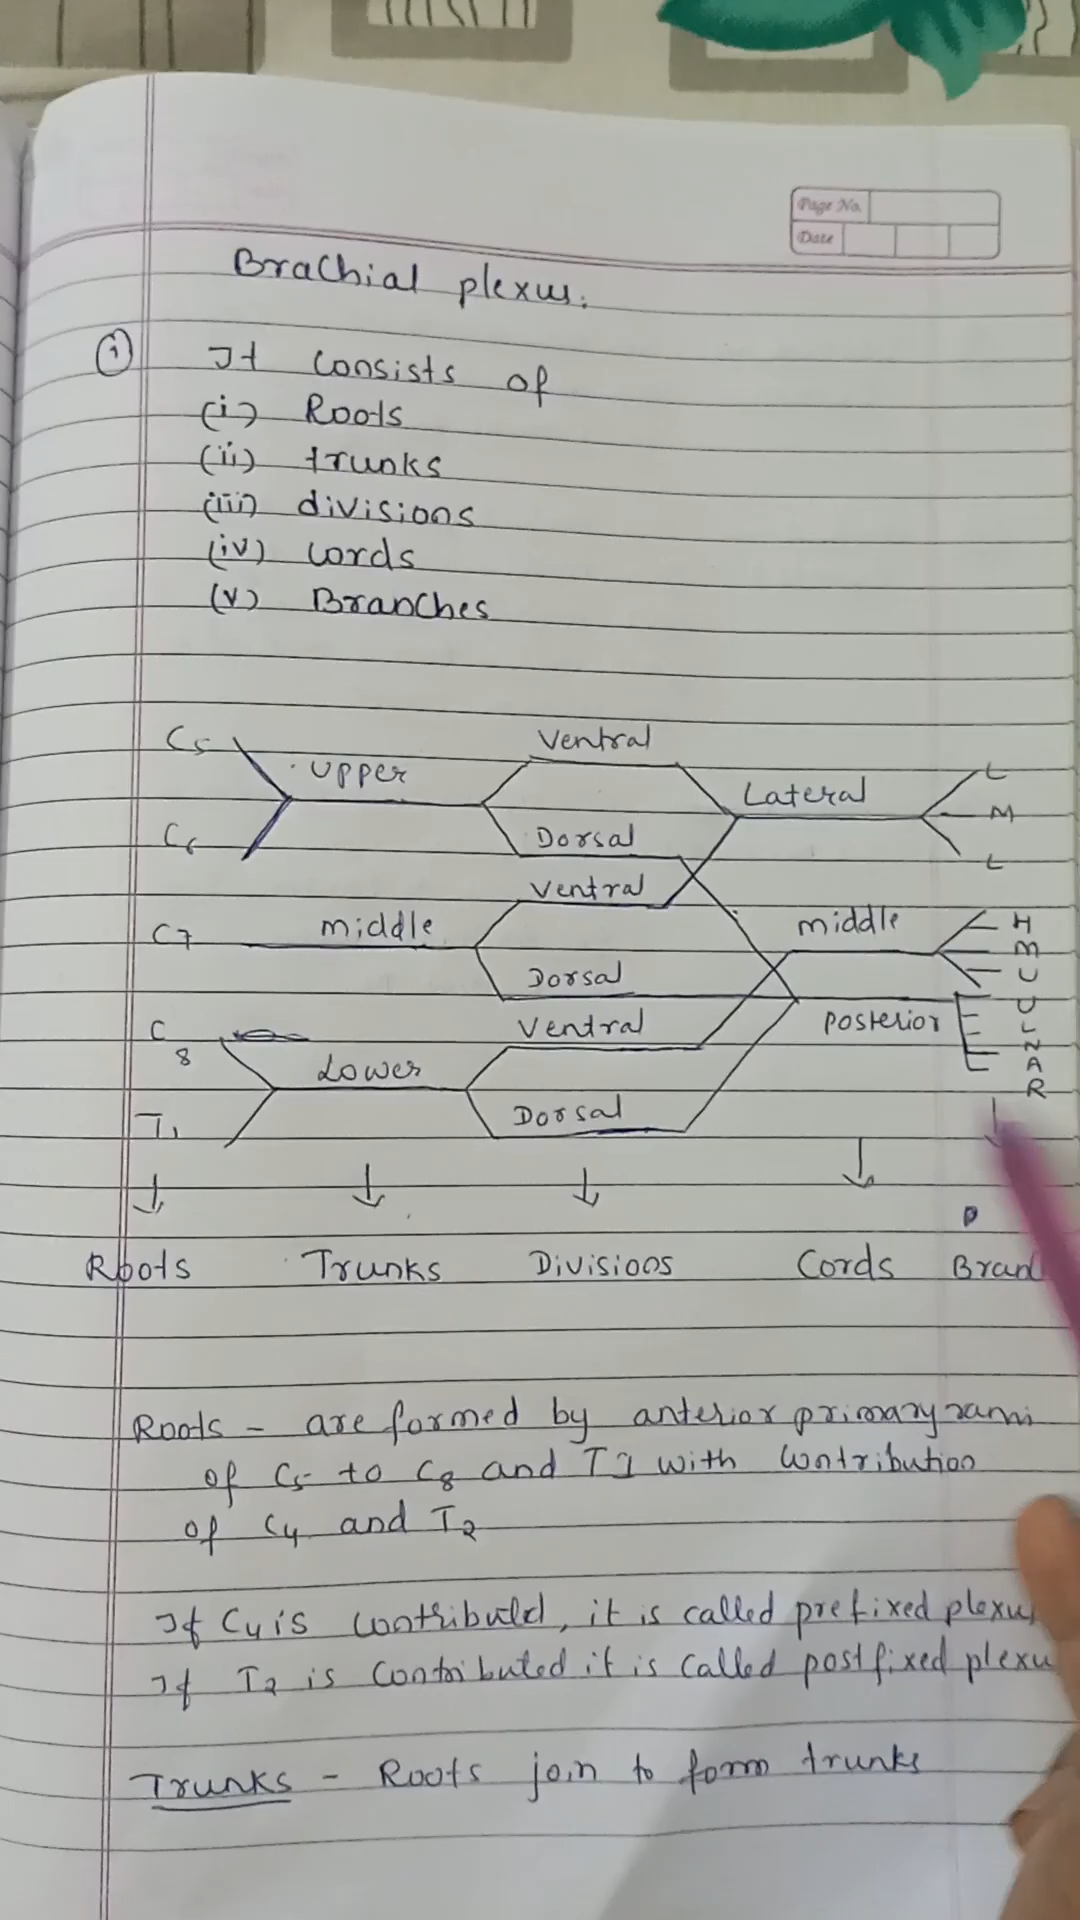 Page No.
Date
Brachial plexus.
(1) It consists of
(i) Roots
(ii) trunks
(iii) divisions
(iv) cords
(v) Branches
C5 Upper Ventral Lateral L
M
C6 Dorsal L
Ventral
C7 middle middle H
M
U
Dorsal
C8 Ventral posterior U
L
N
Lower A
R
T1 Dorsal
Roots Trunks Divisions Cords Bran
Roots - are formed by anterior primary rami
of C5 to C8 and T1 with contribution
of C4 and T2
If C4 is contributed, it is called prefixed plexus
If T2 is contributed it is called postfixed plexu
Trunks - Roots join to form trunks